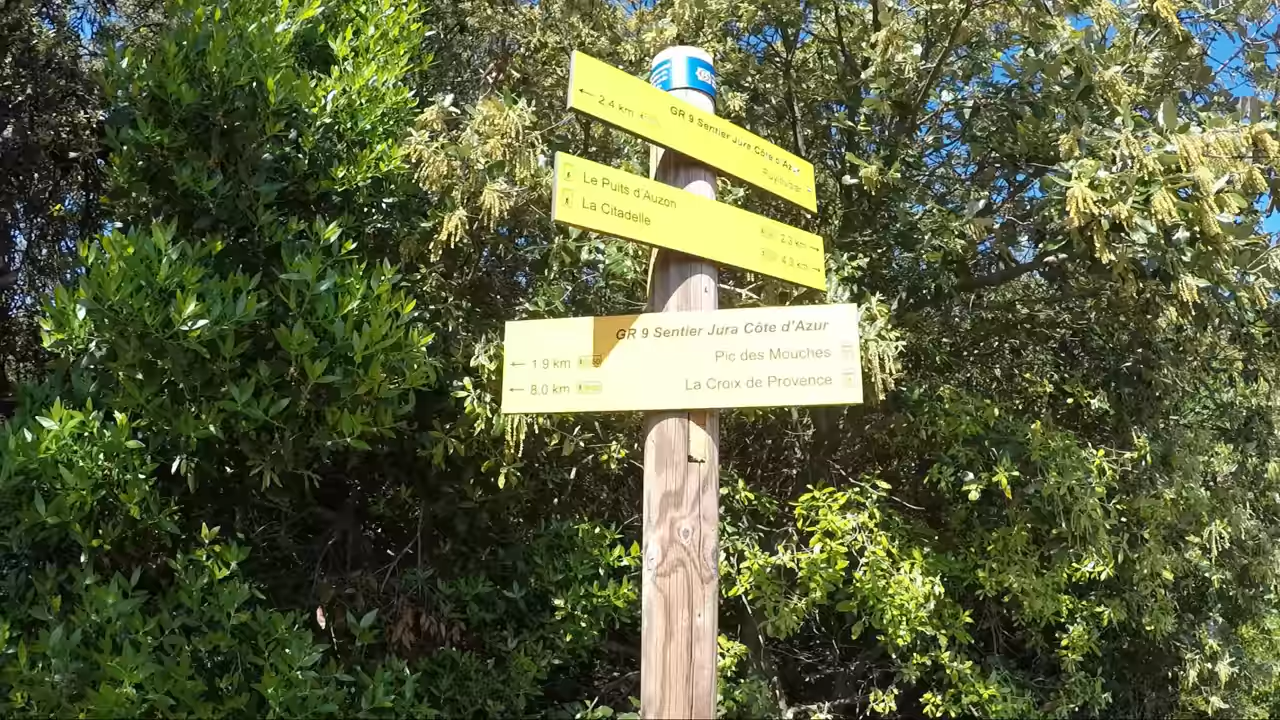 GR 9 Sentier Jura Côte d'Azur
← 2.4 km Puyloubier
Le Puits d'Auzon 2.3 km →
La Citadelle 4.9 km →
GR 9 Sentier Jura Côte d'Azur
← 1.9 km Pic des Mouches
← 8.0 km La Croix de Provence